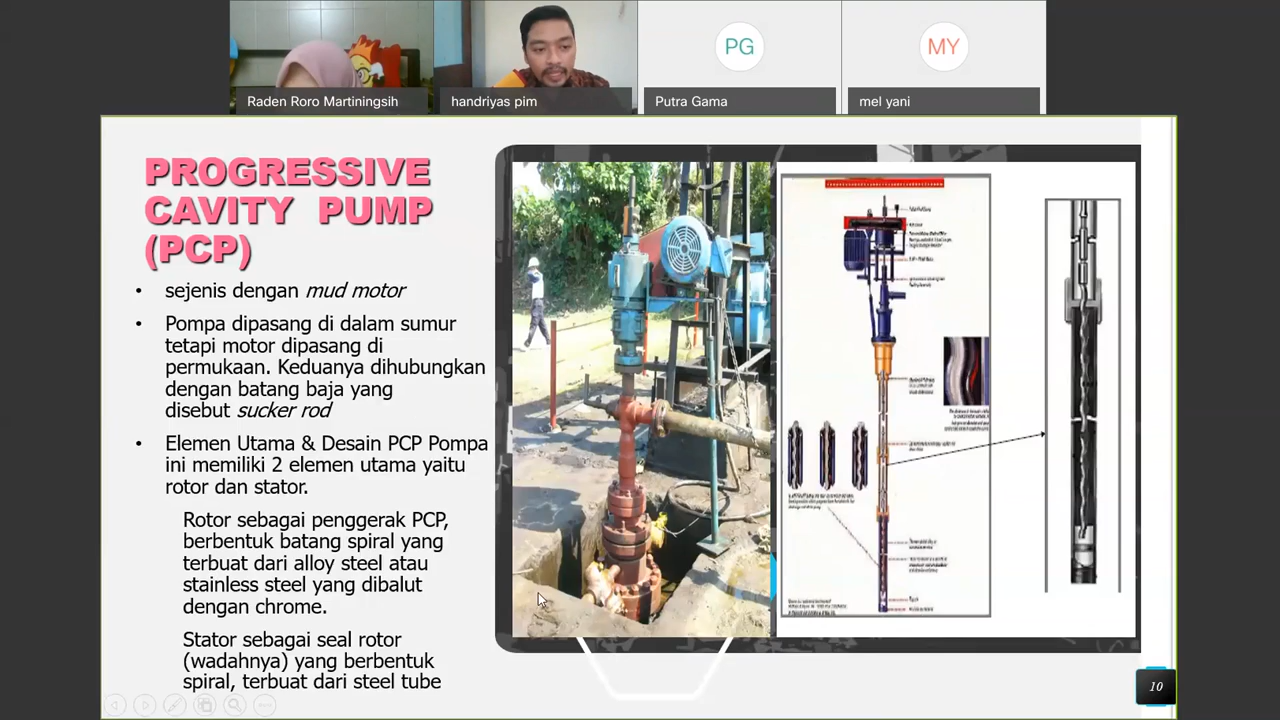 PG
MY
Raden Roro Martiningsih
handriyas pim
Putra Gama
mel yani
PROGRESSIVE
CAVITY PUMP
(PCP)
• sejenis dengan mud motor
• Pompa dipasang di dalam sumur
tetapi motor dipasang di
permukaan. Keduanya dihubungkan
dengan batang baja yang
disebut sucker rod
• Elemen Utama & Desain PCP Pompa
ini memiliki 2 elemen utama yaitu
rotor dan stator.
Rotor sebagai penggerak PCP,
berbentuk batang spiral yang
terbuat dari alloy steel atau
stainless steel yang dibalut
dengan chrome.
Stator sebagai seal rotor
(wadahnya) yang berbentuk
spiral, terbuat dari steel tube
10